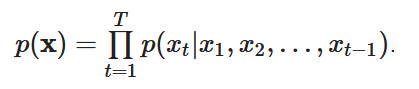 p(𝐱) = ∏_{t=1}^{T} p(x_t|x_1, x_2, …, x_{t−1}).